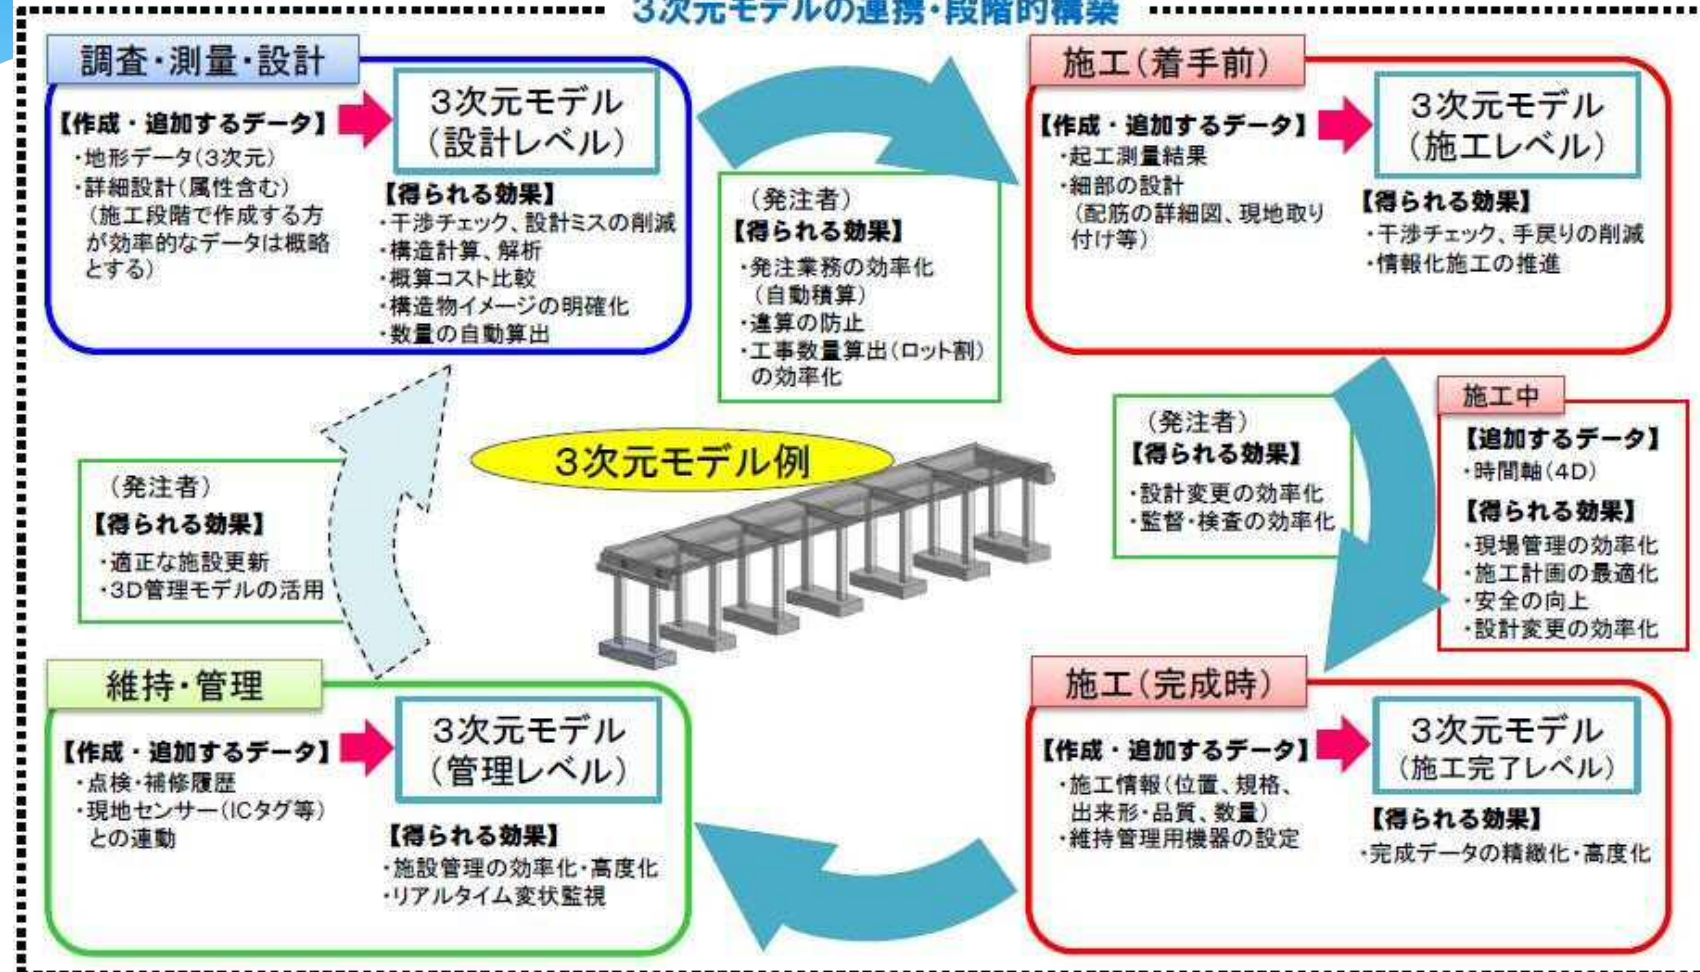 3次元モデルの連携・段階的構築
調査・測量・設計
【作成・追加するデータ】
・地形データ(3次元)
・詳細設計(属性含む)
(施工段階で作成する方
が効率的なデータは概略
とする)
3次元モデル
(設計レベル)
【得られる効果】
・干渉チェック、設計ミスの削減
・構造計算、解析
・概算コスト比較
・構造物イメージの明確化
・数量の自動算出
(発注者)
【得られる効果】
・発注業務の効率化
(自動積算)
・違算の防止
・工事数量算出(ロット割)
の効率化
施工(着手前)
【作成・追加するデータ】
・起工測量結果
・細部の設計
(配筋の詳細図、現地取り
付け等)
3次元モデル
(施工レベル)
【得られる効果】
・干渉チェック、手戻りの削減
・情報化施工の推進
(発注者)
【得られる効果】
・設計変更の効率化
・監督・検査の効率化
施工中
【追加するデータ】
・時間軸(4D)
【得られる効果】
・現場管理の効率化
・施工計画の最適化
・安全の向上
・設計変更の効率化
3次元モデル例
(発注者)
【得られる効果】
・適正な施設更新
・3D管理モデルの活用
施工(完成時)
【作成・追加するデータ】
・施工情報(位置、規格、
出来形・品質、数量)
・維持管理用機器の設定
3次元モデル
(施工完了レベル)
【得られる効果】
・完成データの精緻化・高度化
維持・管理
【作成・追加するデータ】
・点検・補修履歴
・現地センサー(ICタグ等)
との連動
3次元モデル
(管理レベル)
【得られる効果】
・施設管理の効率化・高度化
・リアルタイム変状監視